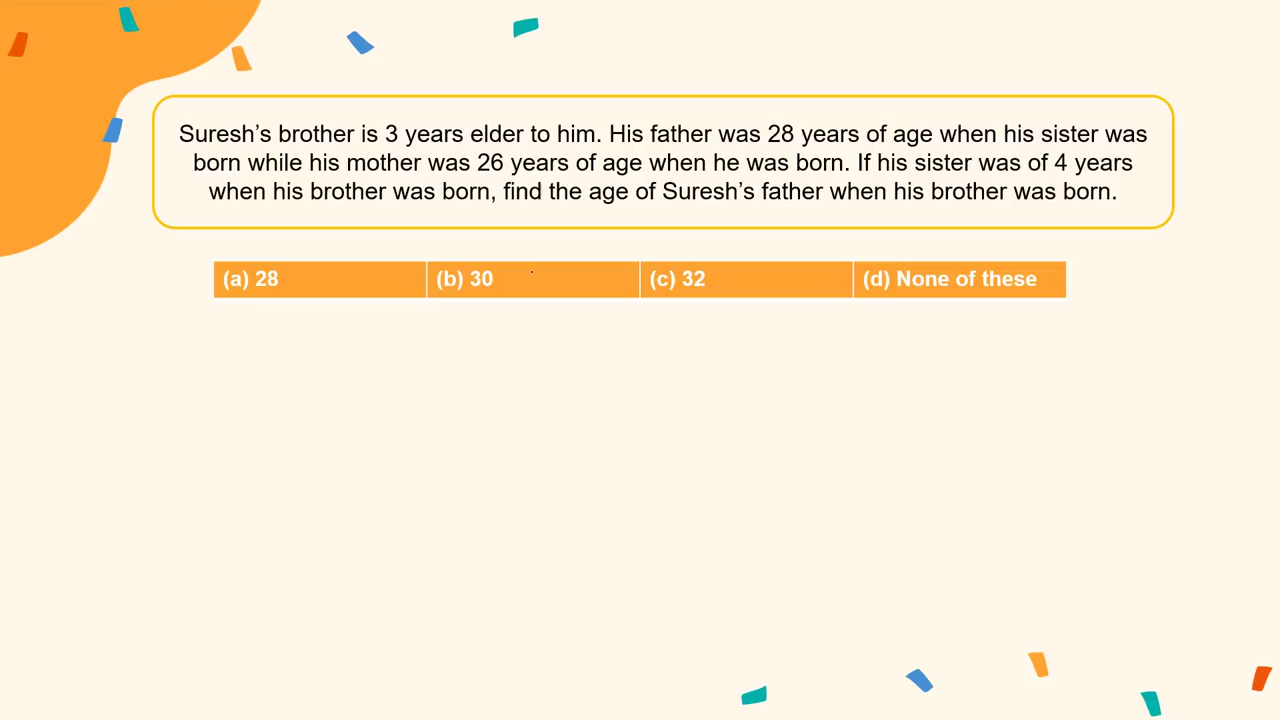 Suresh’s brother is 3 years elder to him. His father was 28 years of age when his sister was
born while his mother was 26 years of age when he was born. If his sister was of 4 years
when his brother was born, find the age of Suresh’s father when his brother was born.
(a) 28 (b) 30 (c) 32 (d) None of these